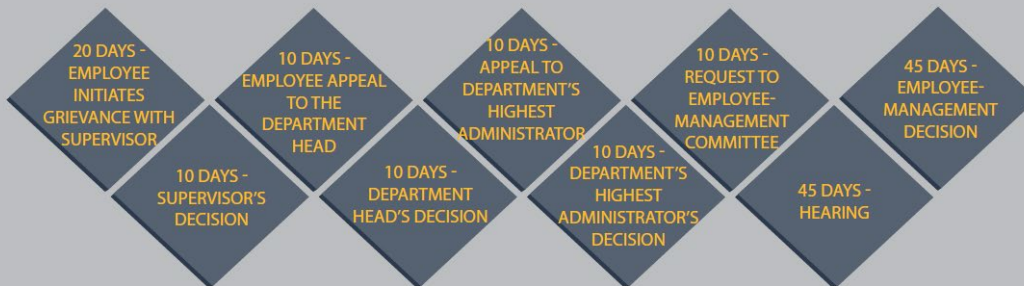 20 DAYS -
EMPLOYEE
INITIATES
GRIEVANCE WITH
SUPERVISOR
10 DAYS -
SUPERVISOR'S
DECISION
10 DAYS -
EMPLOYEE APPEAL
TO THE
DEPARTMENT
HEAD
10 DAYS -
DEPARTMENT
HEAD'S DECISION
10 DAYS -
APPEAL TO
DEPARTMENT'S
HIGHEST
ADMINISTRATOR
10 DAYS -
DEPARTMENT'S
HIGHEST
ADMINISTRATOR'S
DECISION
10 DAYS -
REQUEST TO
EMPLOYEE-
MANAGEMENT
COMMITTEE
45 DAYS -
HEARING
45 DAYS -
EMPLOYEE-
MANAGEMENT
DECISION